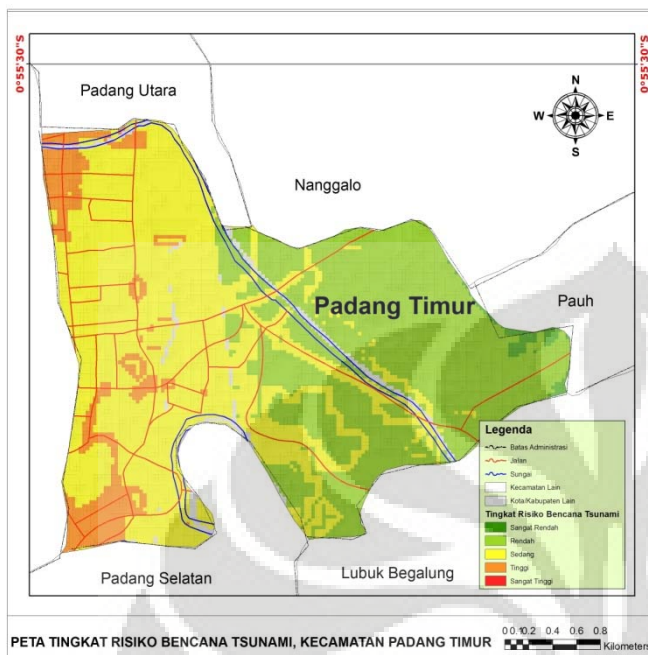 0°55'30"S
0°55'30"S
Padang Utara
N
W
E
S
Nanggalo
Padang Timur
Pauh
Legenda
Batas Administrasi
Jalan
Sungai
Kecamatan Lain
Kota/Kabupaten Lain
Tingkat Risiko Bencana Tsunami
Sangat Rendah
Rendah
Sedang
Tinggi
Sangat Tinggi
Padang Selatan
Lubuk Begalung
PETA TINGKAT RISIKO BENCANA TSUNAMI, KECAMATAN PADANG TIMUR
0 0.10.2 0.4 0.6 0.8
Kilometers